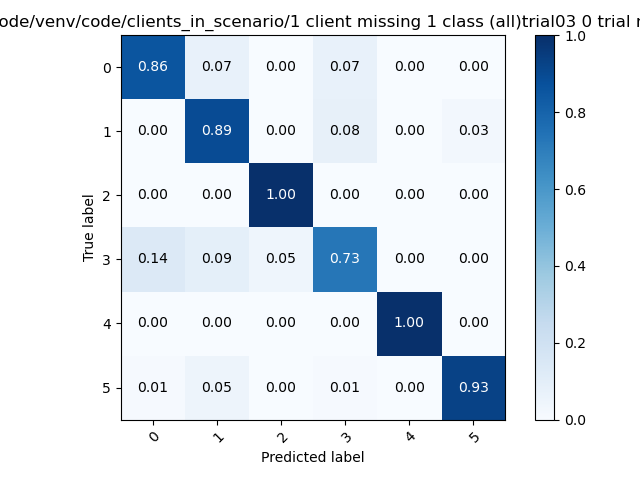 ode/venv/code/clients_in_scenario/1 client missing 1 class (all)trial03 0 trial
1.0
0 0.86 0.07 0.00 0.07 0.00 0.00
0.8
1 0.00 0.89 0.00 0.08 0.00 0.03
2 0.00 0.00 1.00 0.00 0.00 0.00
0.6
True label
3 0.14 0.09 0.05 0.73 0.00 0.00
0.4
4 0.00 0.00 0.00 0.00 1.00 0.00
0.2
5 0.01 0.05 0.00 0.01 0.00 0.93
0.0
0 1 2 3 4 5
Predicted label